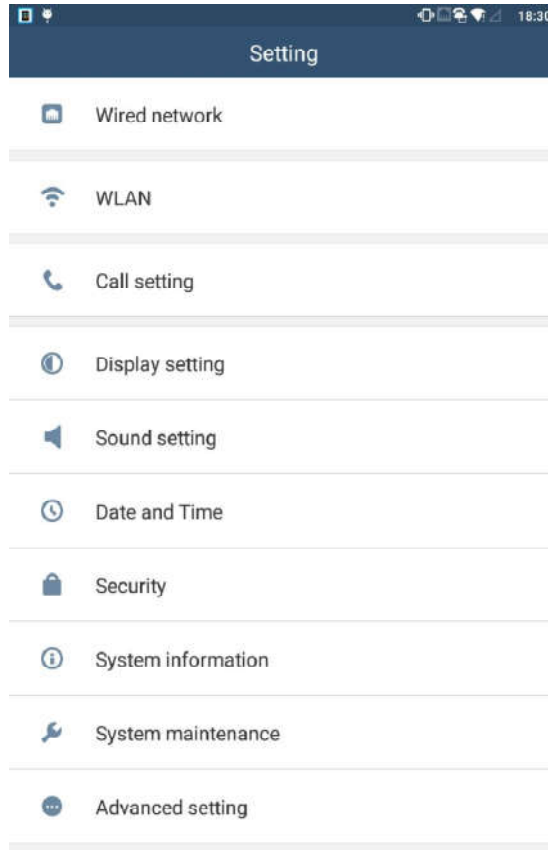 18:30
Setting
Wired network
WLAN
Call setting
Display setting
Sound setting
Date and Time
Security
System information
System maintenance
Advanced setting